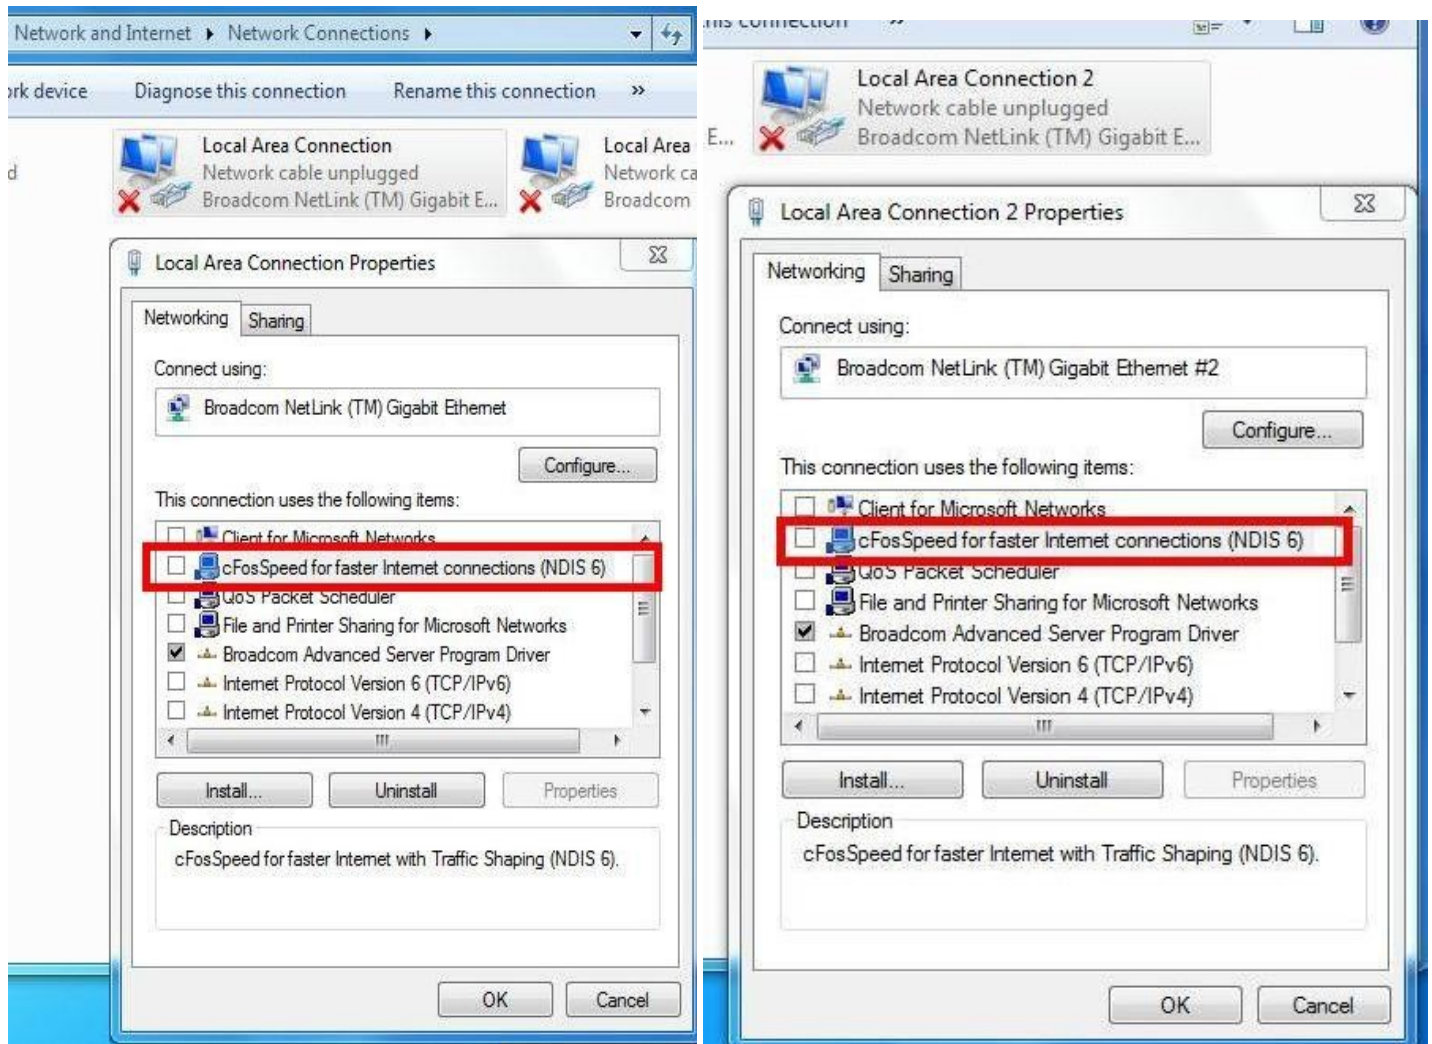 Network and Internet ▸ Network Connections ▸
ork device Diagnose this connection Rename this connection »
Local Area Connection
Network cable unplugged
Broadcom NetLink (TM) Gigabit E...
Local Area
Network ca
Broadcom
d
Local Area Connection Properties
Networking Sharing
Connect using:
Broadcom NetLink (TM) Gigabit Ethernet
Configure...
This connection uses the following items:
Client for Microsoft Networks
cFosSpeed for faster Internet connections (NDIS 6)
QoS Packet Scheduler
File and Printer Sharing for Microsoft Networks
Broadcom Advanced Server Program Driver
Internet Protocol Version 6 (TCP/IPv6)
Internet Protocol Version 4 (TCP/IPv4)
Install... Uninstall Properties
Description
cFosSpeed for faster Internet with Traffic Shaping (NDIS 6).
OK Cancel
this connection »
Local Area Connection 2
Network cable unplugged
E... Broadcom NetLink (TM) Gigabit E...
Local Area Connection 2 Properties
Networking Sharing
Connect using:
Broadcom NetLink (TM) Gigabit Ethernet #2
Configure...
This connection uses the following items:
Client for Microsoft Networks
cFosSpeed for faster Internet connections (NDIS 6)
QoS Packet Scheduler
File and Printer Sharing for Microsoft Networks
Broadcom Advanced Server Program Driver
Internet Protocol Version 6 (TCP/IPv6)
Internet Protocol Version 4 (TCP/IPv4)
Install... Uninstall Properties
Description
cFosSpeed for faster Internet with Traffic Shaping (NDIS 6).
OK Cancel